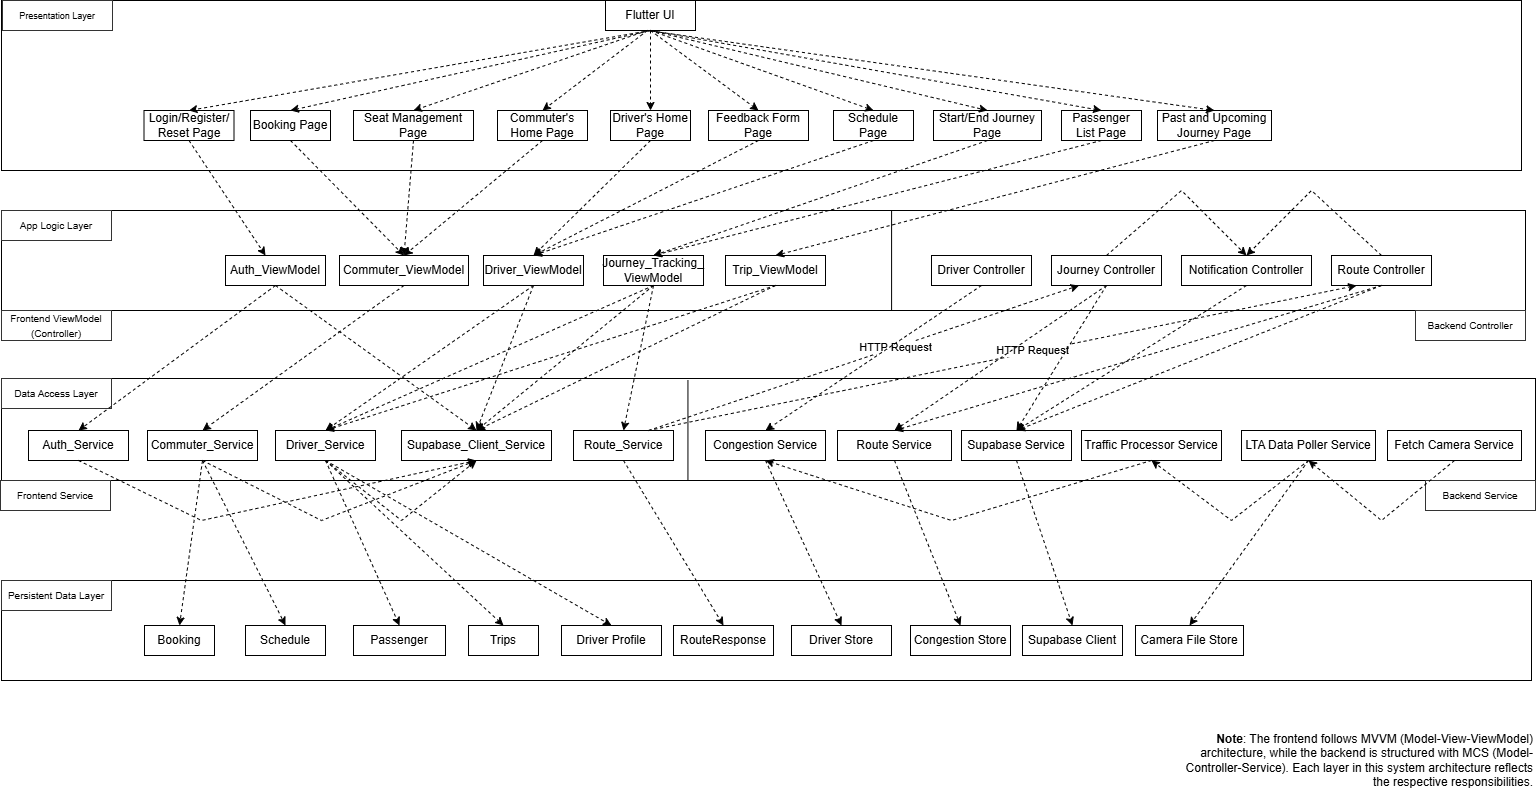 Presentation Layer
Flutter UI
Login/Register/
Reset Page
Booking Page
Seat Management
Page
Commuter's
Home Page
Driver's Home
Page
Feedback Form
Page
Schedule
Page
Start/End Journey
Page
Passenger
List Page
Past and Upcoming
Journey Page
App Logic Layer
Auth_ViewModel
Commuter_ViewModel
Driver_ViewModel
Journey_Tracking_
ViewModel
Trip_ViewModel
Driver Controller
Journey Controller
Notification Controller
Route Controller
Frontend ViewModel
(Controller)
Backend Controller
HTTP Request
HTTP Request
Data Access Layer
Auth_Service
Commuter_Service
Driver_Service
Supabase_Client_Service
Route_Service
Congestion Service
Route Service
Supabase Service
Traffic Processor Service
LTA Data Poller Service
Fetch Camera Service
Frontend Service
Backend Service
Persistent Data Layer
Booking
Schedule
Passenger
Trips
Driver Profile
RouteResponse
Driver Store
Congestion Store
Supabase Client
Camera File Store
Note: The frontend follows MVVM (Model-View-ViewModel)
architecture, while the backend is structured with MCS (Model-
Controller-Service). Each layer in this system architecture reflects
the respective responsibilities.